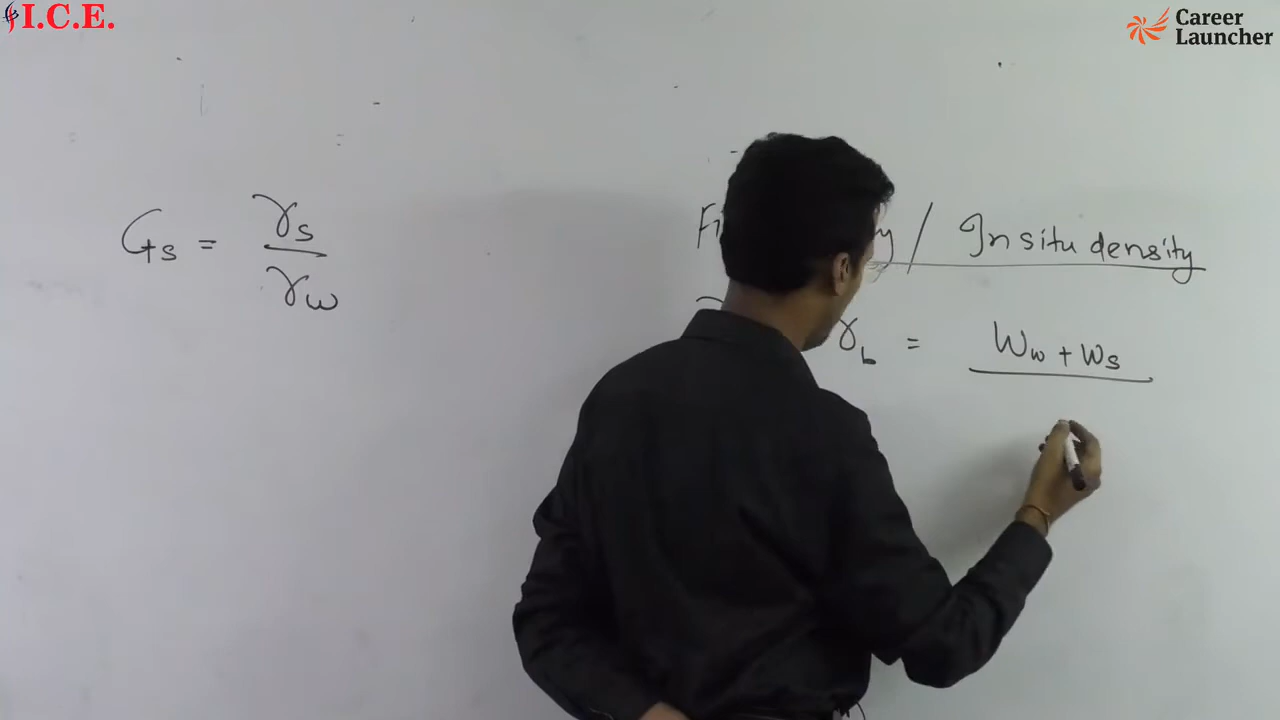 I.C.E.
Career
Launcher
Gs = γs / γw
/ Insitu density
γb = Ww + Ws